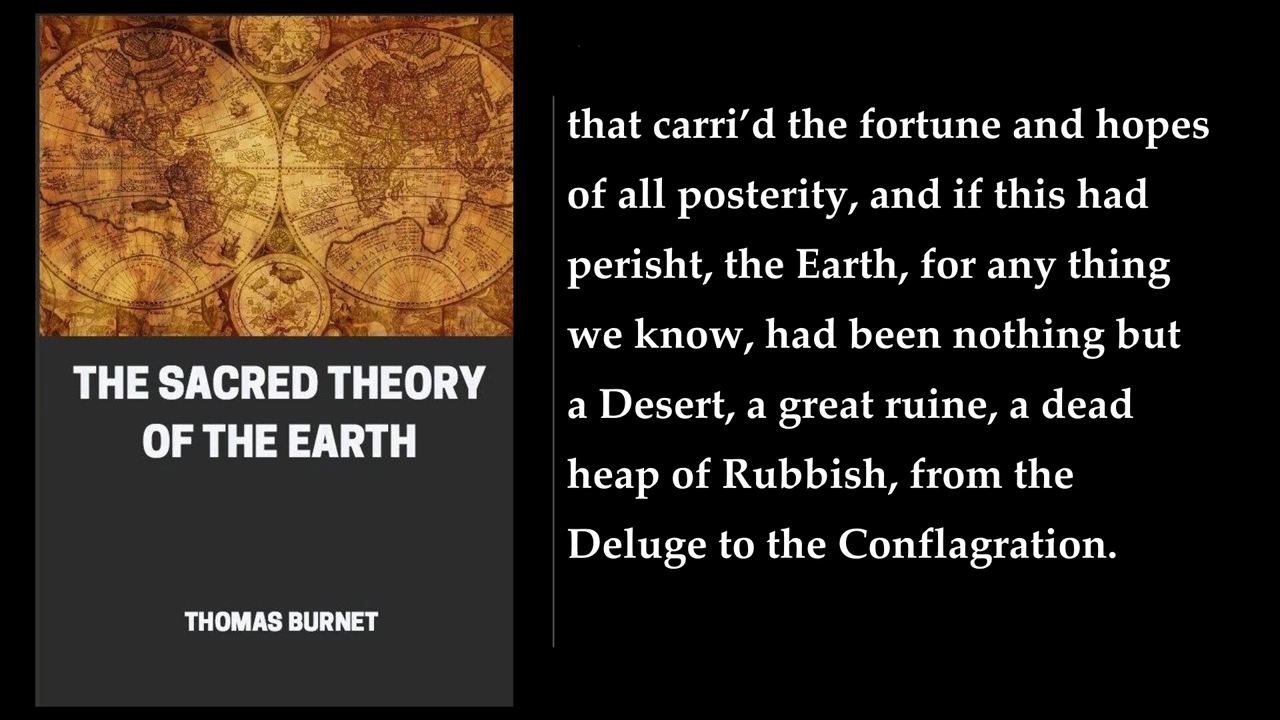 THE SACRED THEORY
OF THE EARTH
THOMAS BURNET
that carri’d the fortune and hopes
of all posterity, and if this had
perisht, the Earth, for any thing
we know, had been nothing but
a Desert, a great ruine, a dead
heap of Rubbish, from the
Deluge to the Conflagration.